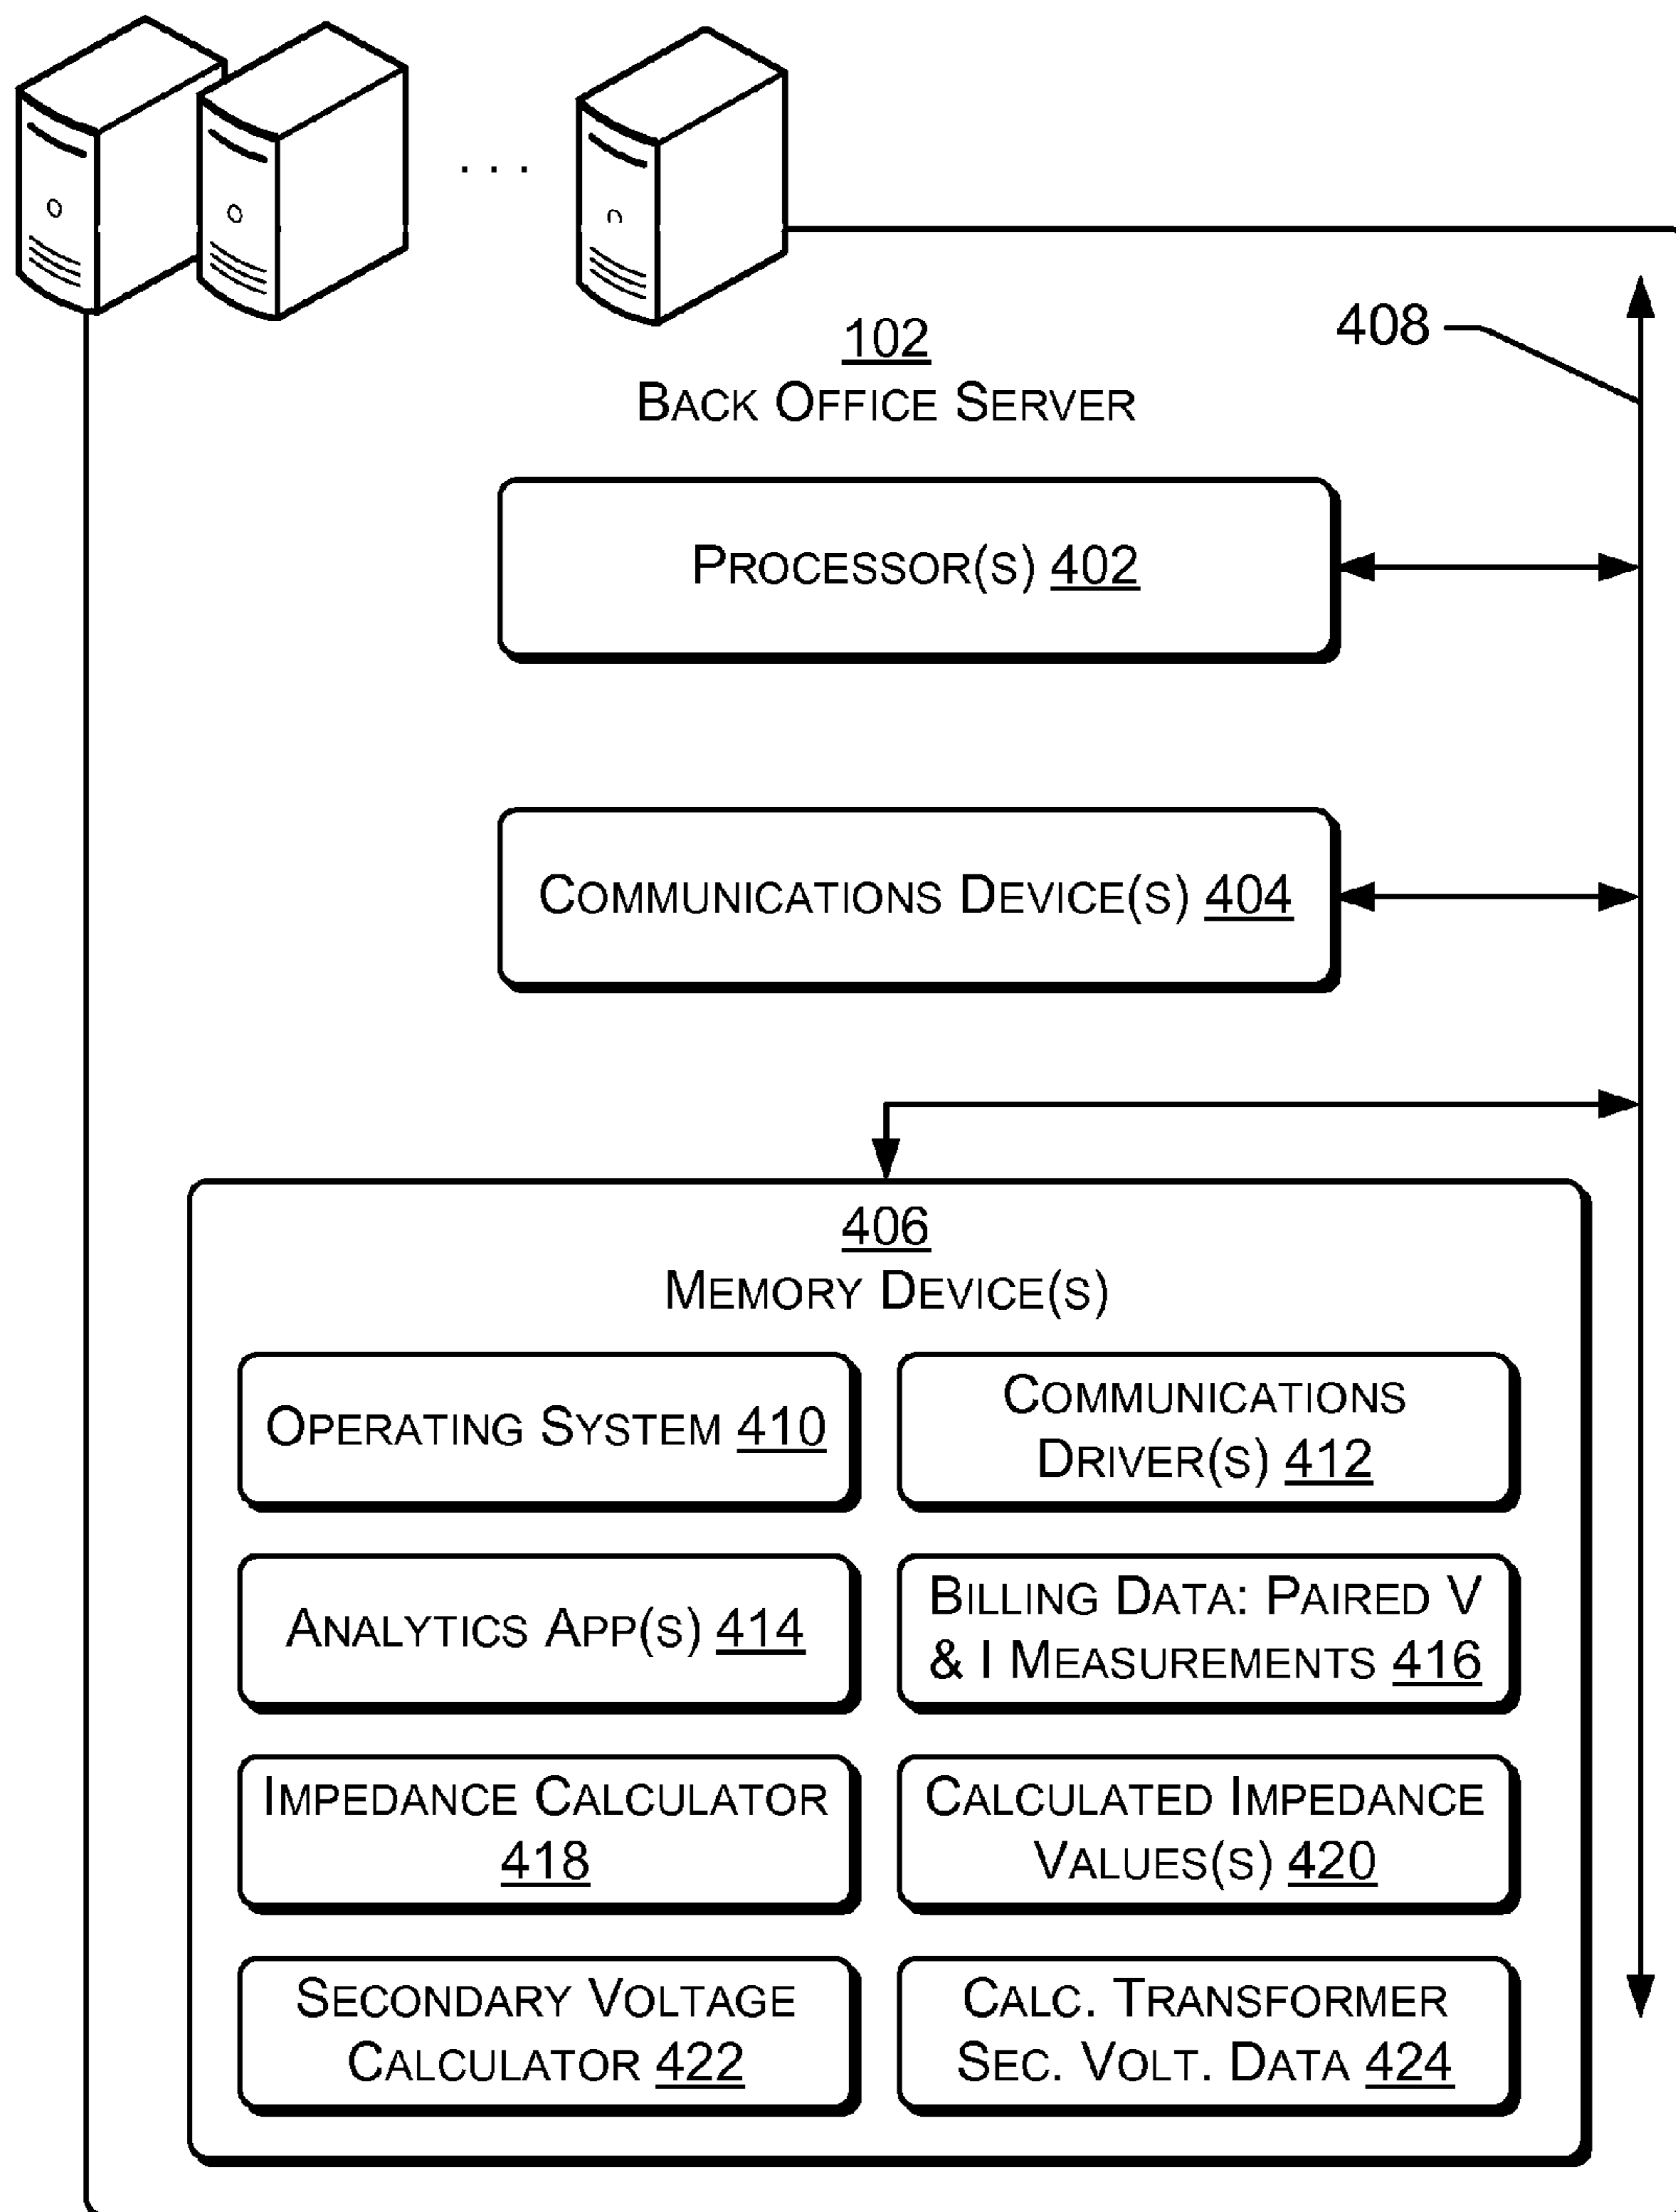 . . .
102
BACK OFFICE SERVER
408
PROCESSOR(S) 402
COMMUNICATIONS DEVICE(S) 404
406
MEMORY DEVICE(S)
OPERATING SYSTEM 410
COMMUNICATIONS
DRIVER(S) 412
ANALYTICS APP(S) 414
BILLING DATA: PAIRED V
& I MEASUREMENTS 416
IMPEDANCE CALCULATOR
418
CALCULATED IMPEDANCE
VALUES(S) 420
SECONDARY VOLTAGE
CALCULATOR 422
CALC. TRANSFORMER
SEC. VOLT. DATA 424